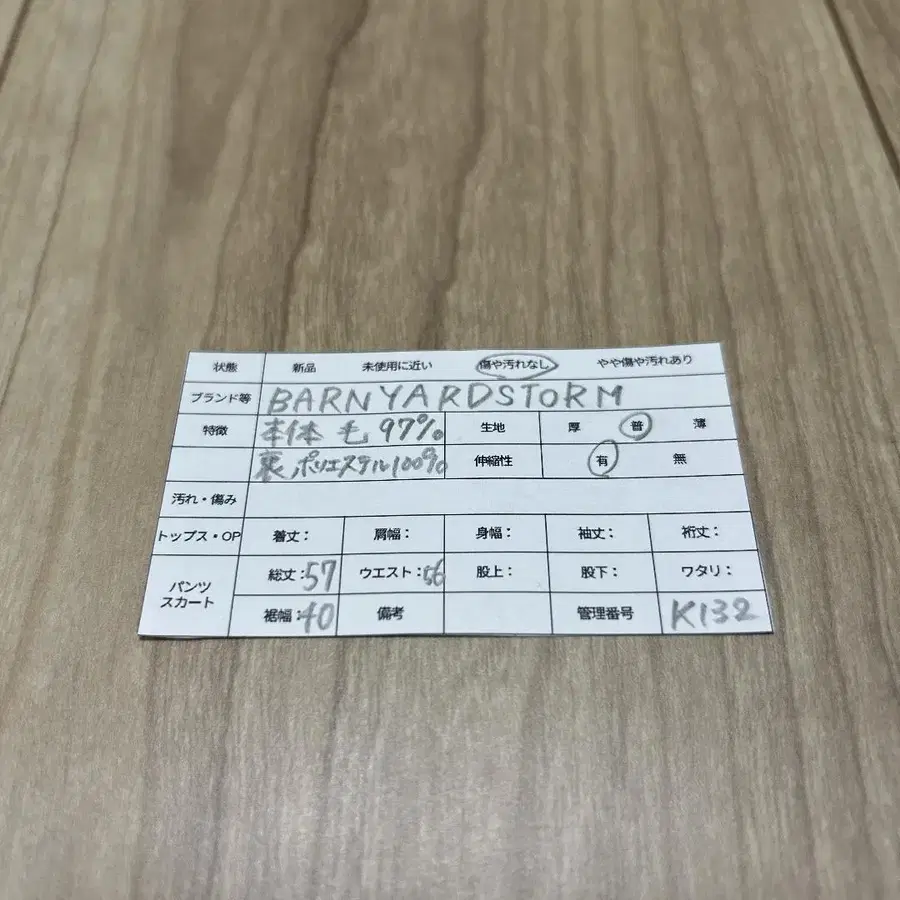 状態 新品 未使用に近い 傷や汚れなし やや傷や汚れあり
ブランド等 BARNYARDSTORM
特徴 本体 毛 97% 生地 厚 普 薄
裏 ポリエステル100% 伸縮性 有 無
汚れ・傷み
トップス・OP 着丈: 肩幅: 身幅: 袖丈: 裄丈:
パンツ スカート 総丈:57 ウエスト:56 股上: 股下: ワタリ:
裾幅:40 備考 管理番号 K132